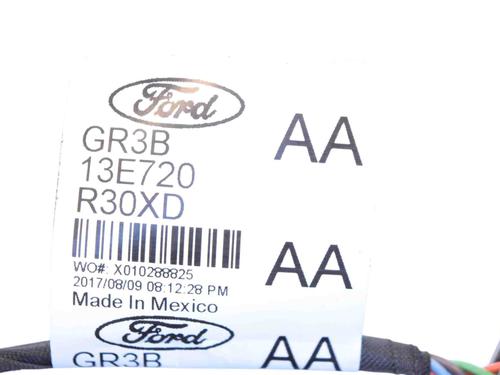 Ford
GR3B AA
13E720
R30XD
WO#: X010288825 AA
2017/08/09 08:12:28 PM
Made In Mexico
Ford
GR3B AA